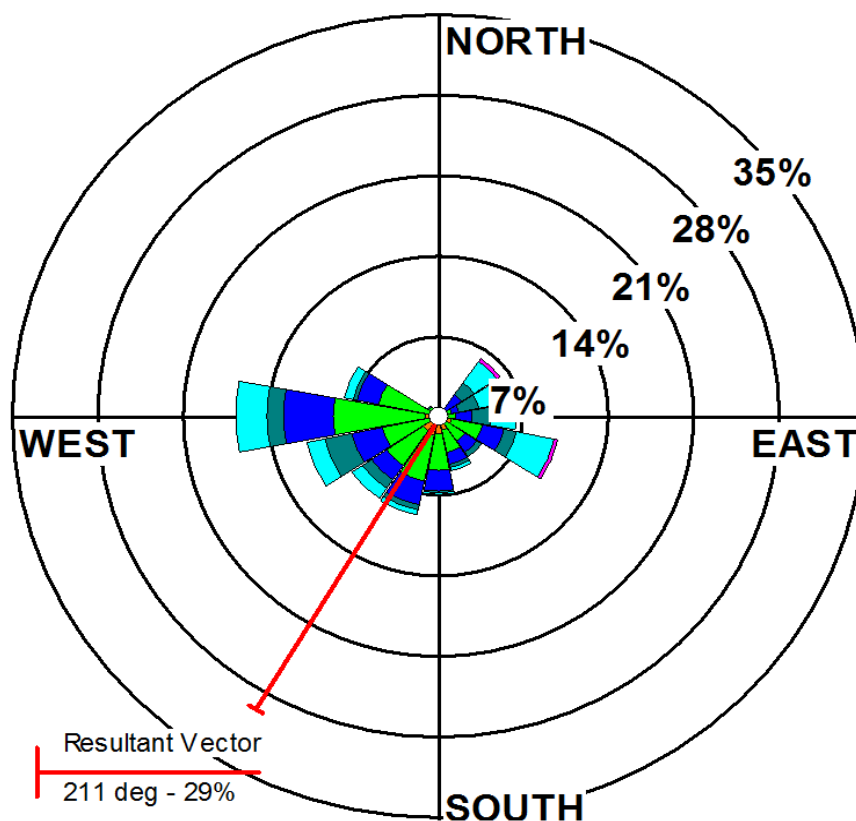 NORTH
35%
28%
21%
14%
7%
WEST
EAST
Resultant Vector
211 deg - 29%
SOUTH